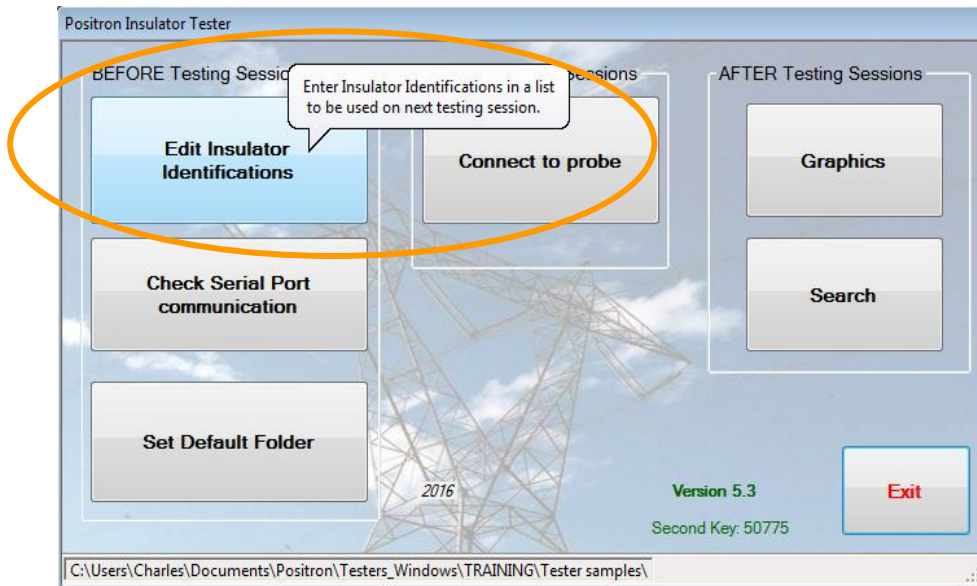 Positron Insulator Tester
BEFORE Testing Sessi
Sessions
AFTER Testing Sessions
Enter Insulator Identifications in a list
to be used on next testing session.
Edit Insulator
Identifications
Connect to probe
Graphics
Check Serial Port
communication
Search
Set Default Folder
2016
Version 5.3
Exit
Second Key: 50775
C:\Users\Charles\Documents\Positron\Testers_Windows\TRAINING\Tester samples\